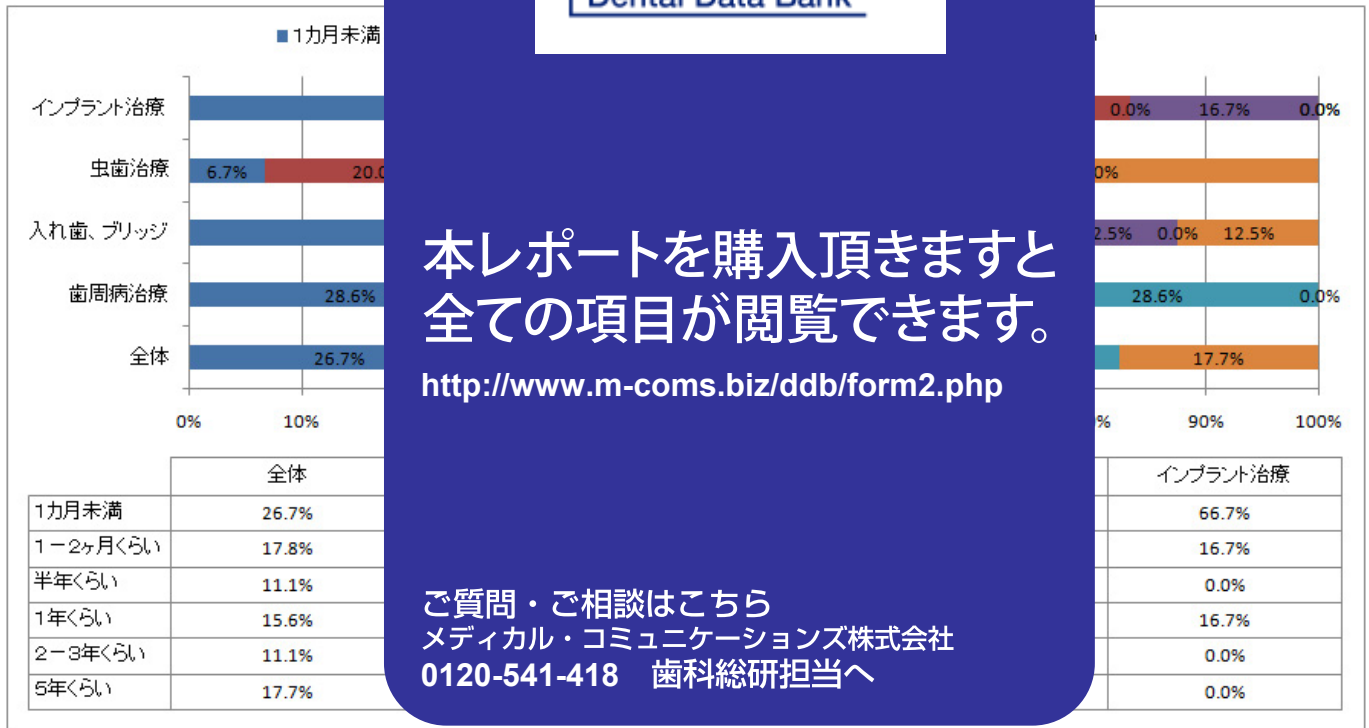 Dental Data Bank
■1カ月未満
インプラント治療
0.0% 16.7% 0.0%
虫歯治療
6.7%
入れ歯、ブリッジ
0.0% 12.5%
歯周病治療
28.6% 28.6% 0.0%
全体
26.7% 17.7%
0% 10% 90% 100%
本レポートを購入頂きますと
全ての項目が閲覧できます。
http://www.m-coms.biz/ddb/form2.php
ご質問・ご相談はこちら
メディカル・コミュニケーションズ株式会社
0120-541-418 歯科総研担当へ
全体 インプラント治療
1カ月未満 26.7% 66.7%
1-2ヶ月くらい 17.8% 16.7%
半年くらい 11.1% 0.0%
1年くらい 15.6% 16.7%
2-3年くらい 11.1% 0.0%
5年くらい 17.7% 0.0%